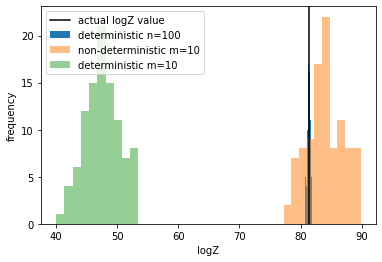 actual logZ value
deterministic n=100
non-deterministic m=10
deterministic m=10
frequency
20
15
10
5
0
40
50
60
70
80
90
logZ